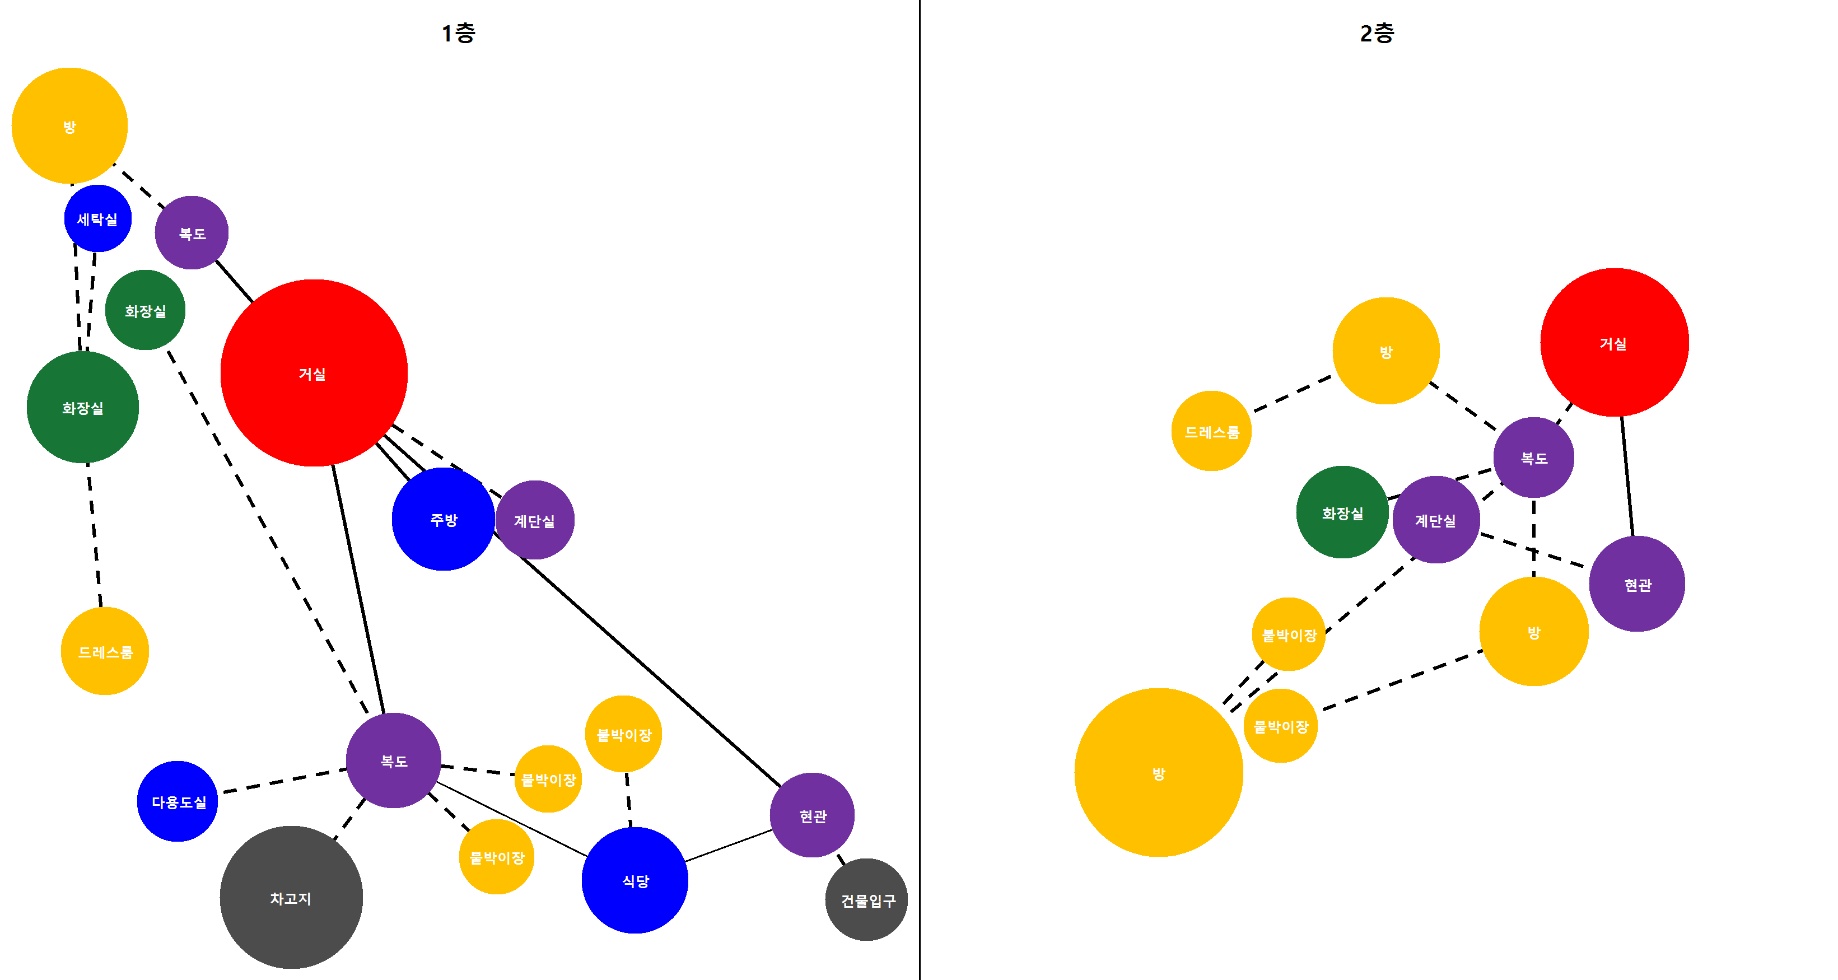 1층
방
세탁실
복도
화장실
거실
화장실
주방
계단실
드레스룸
붙박이장
복도
붙박이장
다용도실
현관
붙박이장
식당
차고지
건물입구
2층
거실
방
드레스룸
복도
화장실
계단실
현관
붙박이장
방
붙박이장
방